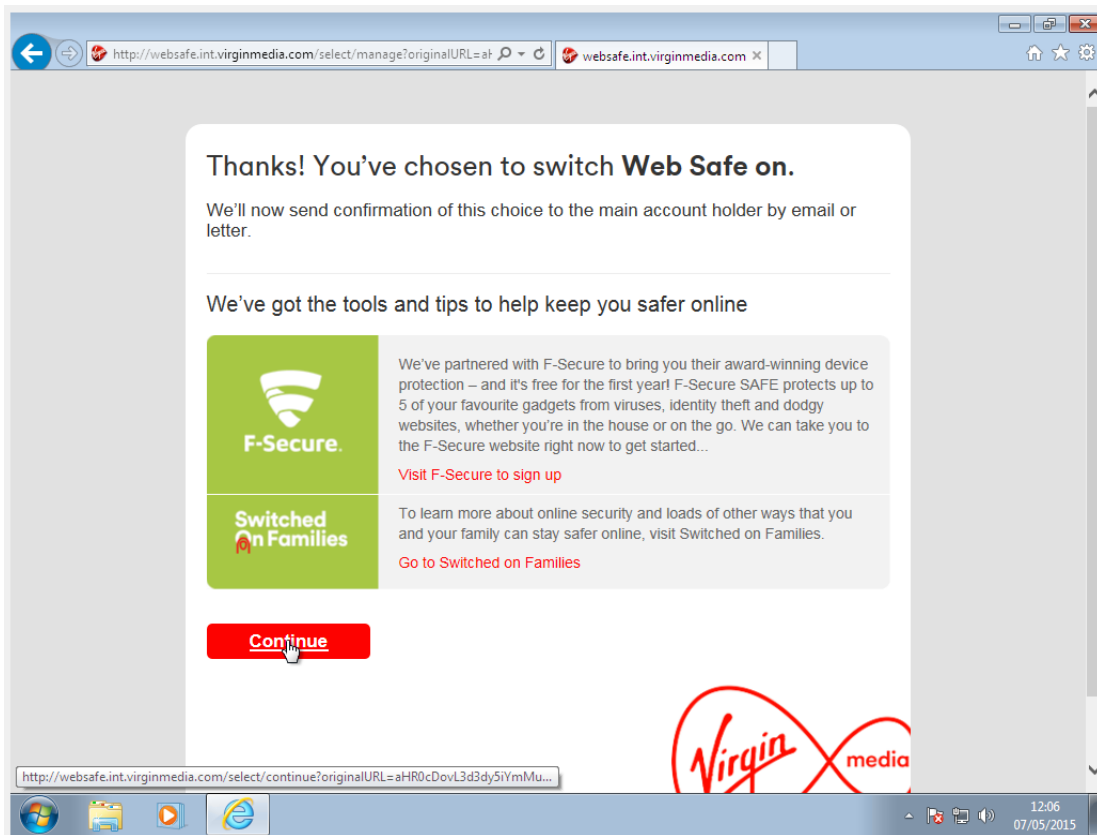 http://websafe.int.virginmedia.com/select/manage?originalURL=aH
websafe.int.virginmedia.com
Thanks! You've chosen to switch Web Safe on.
We'll now send confirmation of this choice to the main account holder by email or
letter.
We've got the tools and tips to help keep you safer online
F-Secure.
We've partnered with F-Secure to bring you their award-winning device
protection – and it's free for the first year! F-Secure SAFE protects up to
5 of your favourite gadgets from viruses, identity theft and dodgy
websites, whether you're in the house or on the go. We can take you to
the F-Secure website right now to get started...
Visit F-Secure to sign up
Switched
On Families
To learn more about online security and loads of other ways that you
and your family can stay safer online, visit Switched on Families.
Go to Switched on Families
Continue
Virgin media
http://websafe.int.virginmedia.com/select/continue?originalURL=aHR0cDovL3d3dy5iYmMu...
12:06
07/05/2015